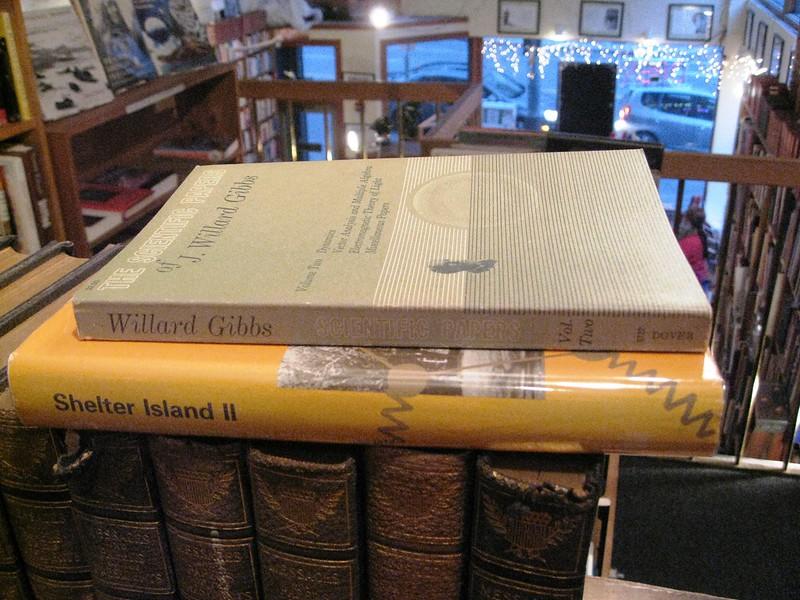 THE SCIENTIFIC PAPERS
of J. Willard Gibbs
Volume Two Dynamics
Vector Analysis and Multiple Algebra
Electromagnetic Theory of Light
Miscellaneous Papers
Willard Gibbs
SCIENTIFIC PAPERS
Vol.
Two
DOVER
Shelter Island II